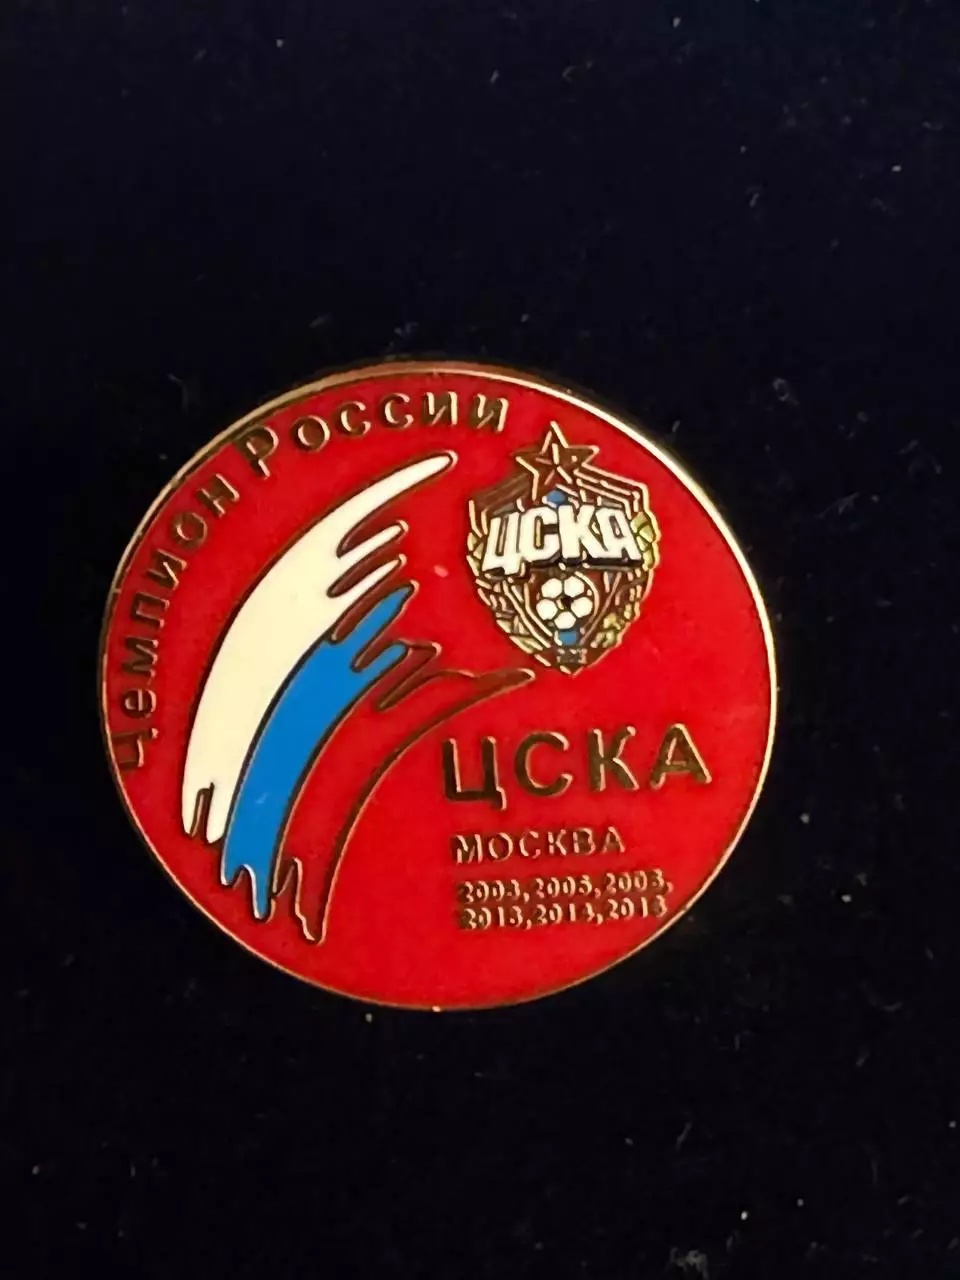 Чемпион России
ЦСКА
ЦСКА
МОСКВА
2003,2005,2006,
2013,2014,2016